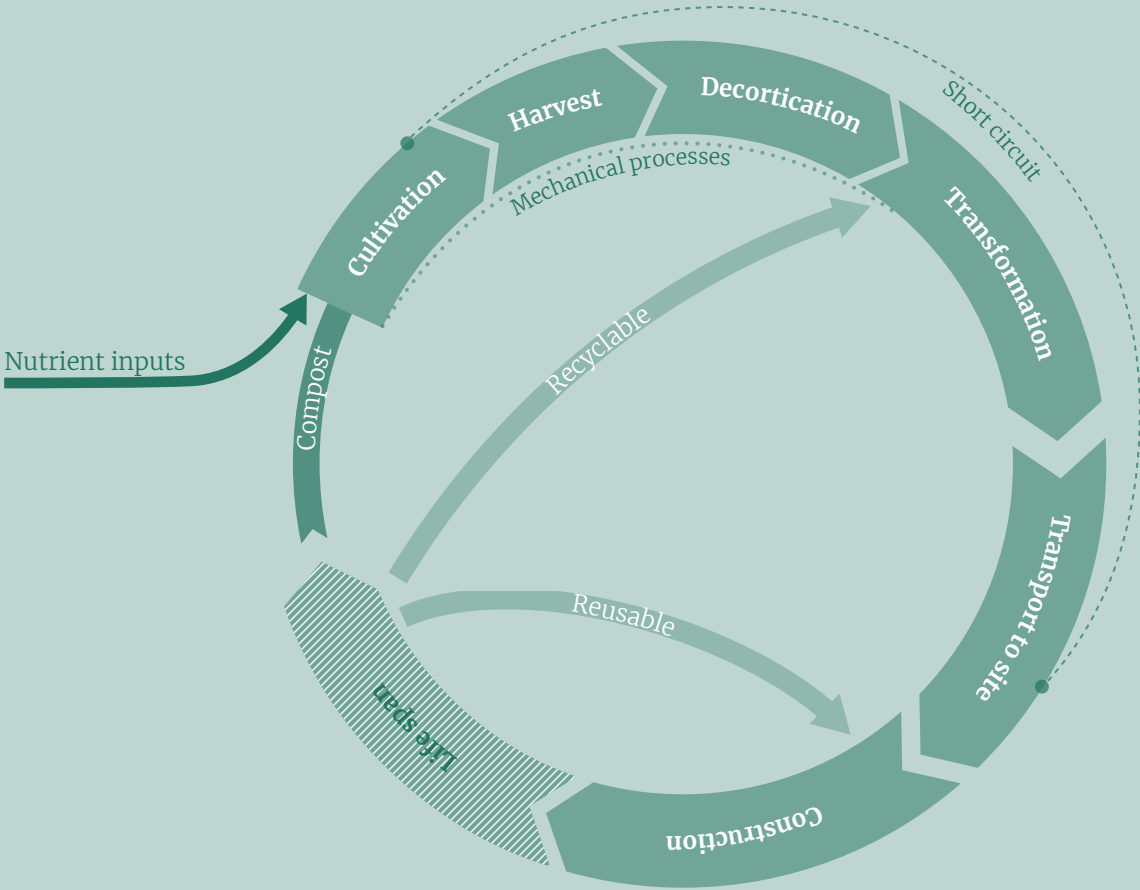 Short circuit
Harvest
Decortication
Mechanical processes
Cultivation
Transformation
Nutrient inputs
Compost
Recyclable
Reusable
Transport to site
Life span
Construction